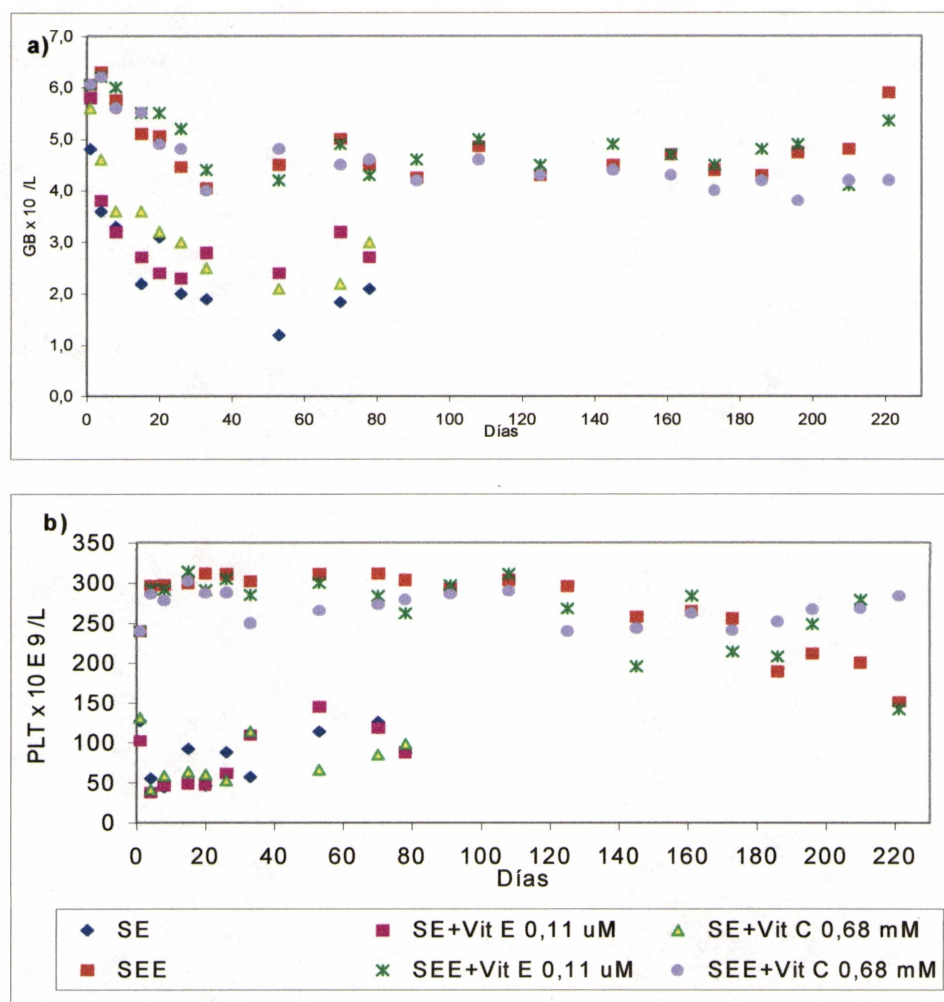 a)
7,0
6,0
5,0
4,0
3,0
2,0
1,0
0,0
GB x 10 /L
0 20 40 60 80 100 120 140 160 180 200 220
Días
b)
350
300
250
200
150
100
50
0
PLT x 10 E 9 /L
0 20 40 60 80 100 120 140 160 180 200 220
Días
SE SE+Vit E 0,11 uM SE+Vit C 0,68 mM
SEE SEE+Vit E 0,11 uM SEE+Vit C 0,68 mM